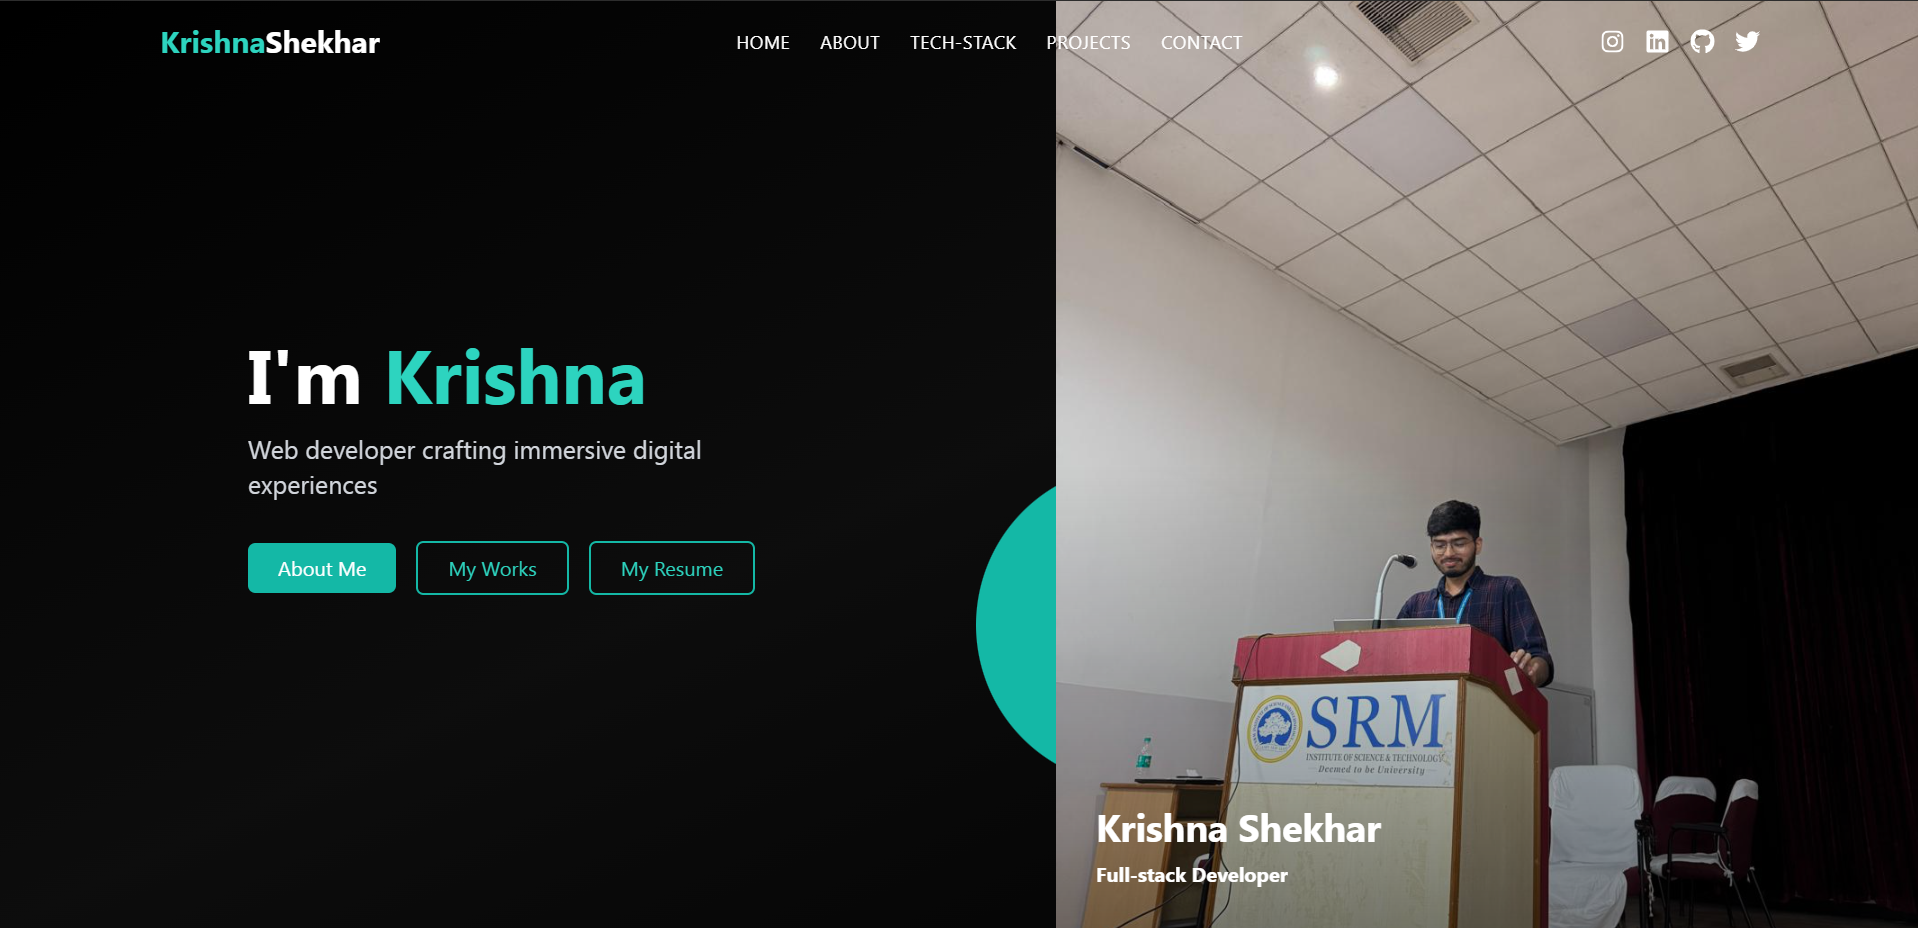 KrishnaShekhar
HOME ABOUT TECH-STACK PROJECTS CONTACT
I'm Krishna
Web developer crafting immersive digital
experiences
About Me My Works My Resume
SRM
INSTITUTE OF SCIENCE & TECHNOLOGY
Deemed to be University
Krishna Shekhar
Full-stack Developer